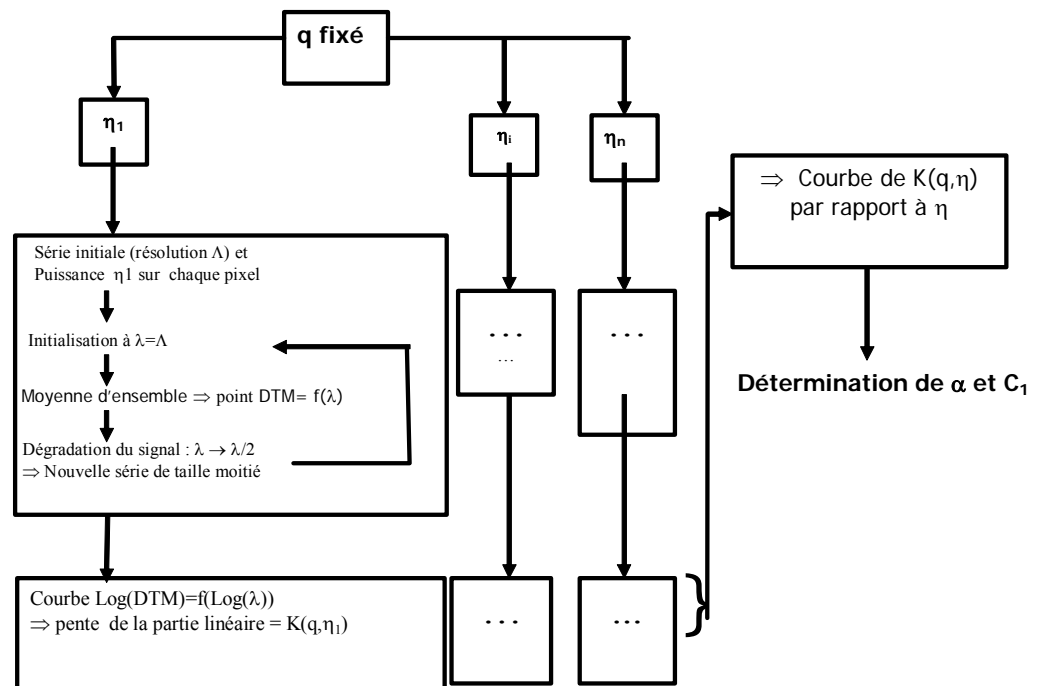 q fixé
η1
ηi
ηn
Série initiale (résolution Λ) et
Puissance η1 sur chaque pixel
Initialisation à λ=Λ
Moyenne d'ensemble ⇒ point DTM= f(λ)
Dégradation du signal : λ → λ/2
⇒ Nouvelle série de taille moitié
...
...
...
Courbe Log(DTM)=f(Log(λ))
⇒ pente de la partie linéaire = K(q,η1)
...
...
}
⇒ Courbe de K(q,η)
par rapport à η
Détermination de α et C1